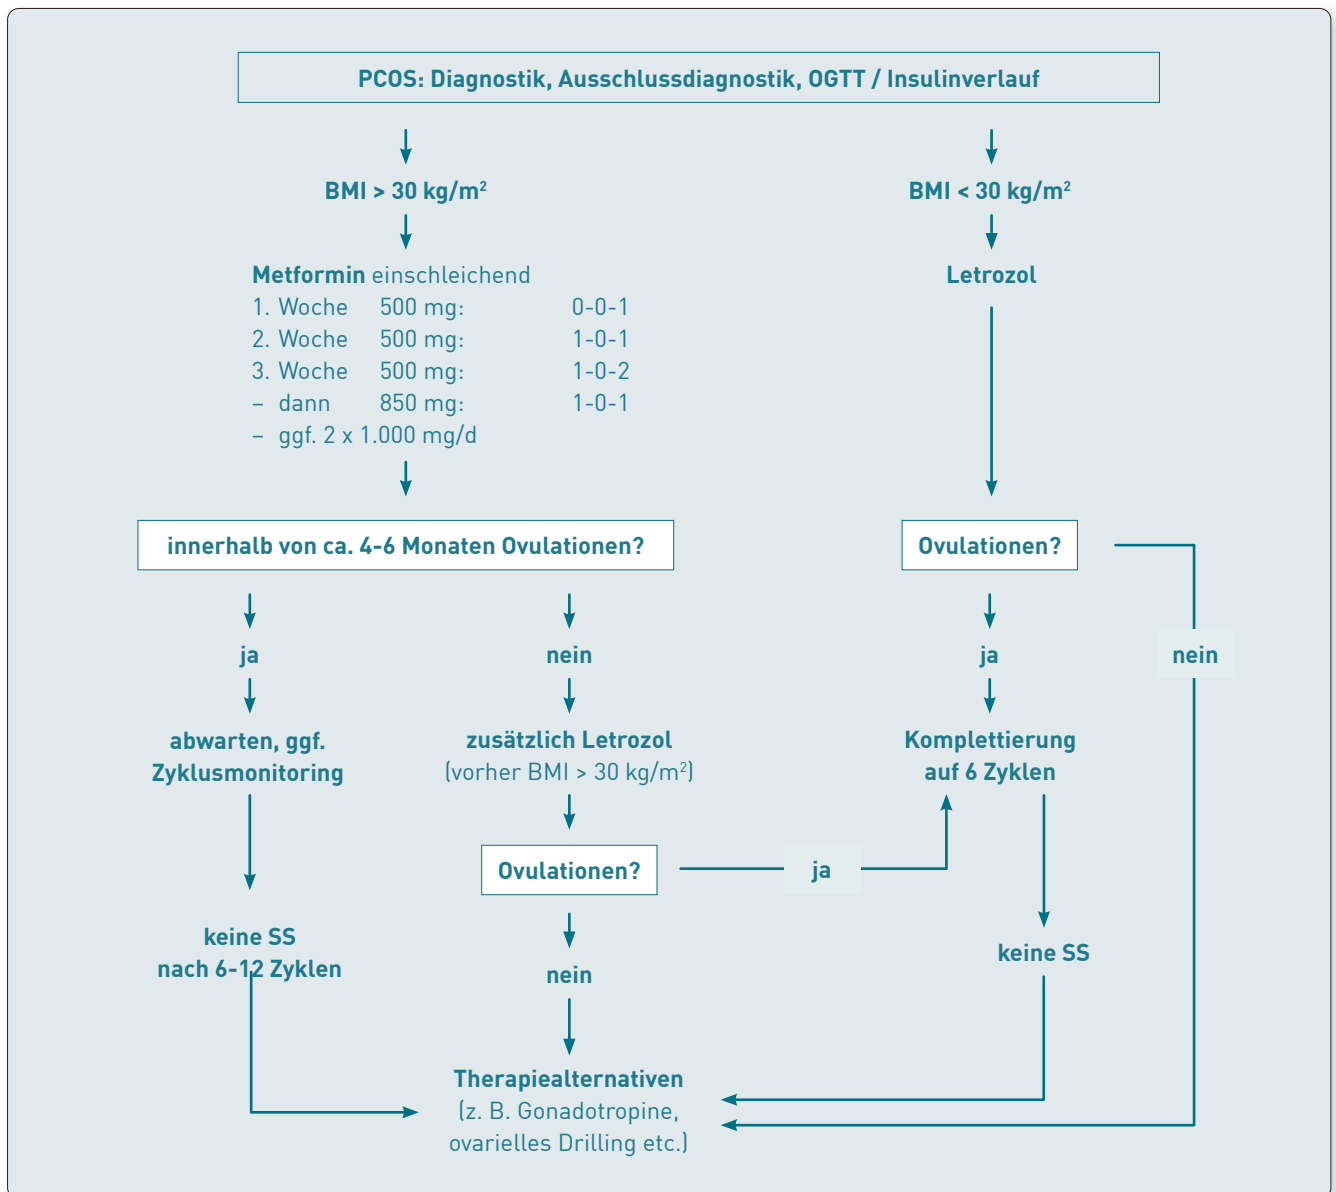 PCOS: Diagnostik, Ausschlussdiagnostik, OGTT / Insulinverlauf
BMI > 30 kg/m²
BMI < 30 kg/m²
Metformin einschleichend
1. Woche 500 mg: 0-0-1
2. Woche 500 mg: 1-0-1
3. Woche 500 mg: 1-0-2
– dann 850 mg: 1-0-1
– ggf. 2 x 1.000 mg/d
Letrozol
innerhalb von ca. 4-6 Monaten Ovulationen?
Ovulationen?
ja
nein
ja
nein
abwarten, ggf.
Zyklusmonitoring
zusätzlich Letrozol
(vorher BMI > 30 kg/m²)
Komplettierung
auf 6 Zyklen
Ovulationen?
ja
keine SS
nach 6-12 Zyklen
nein
keine SS
Therapiealternativen
(z. B. Gonadotropine,
ovarielles Drilling etc.)